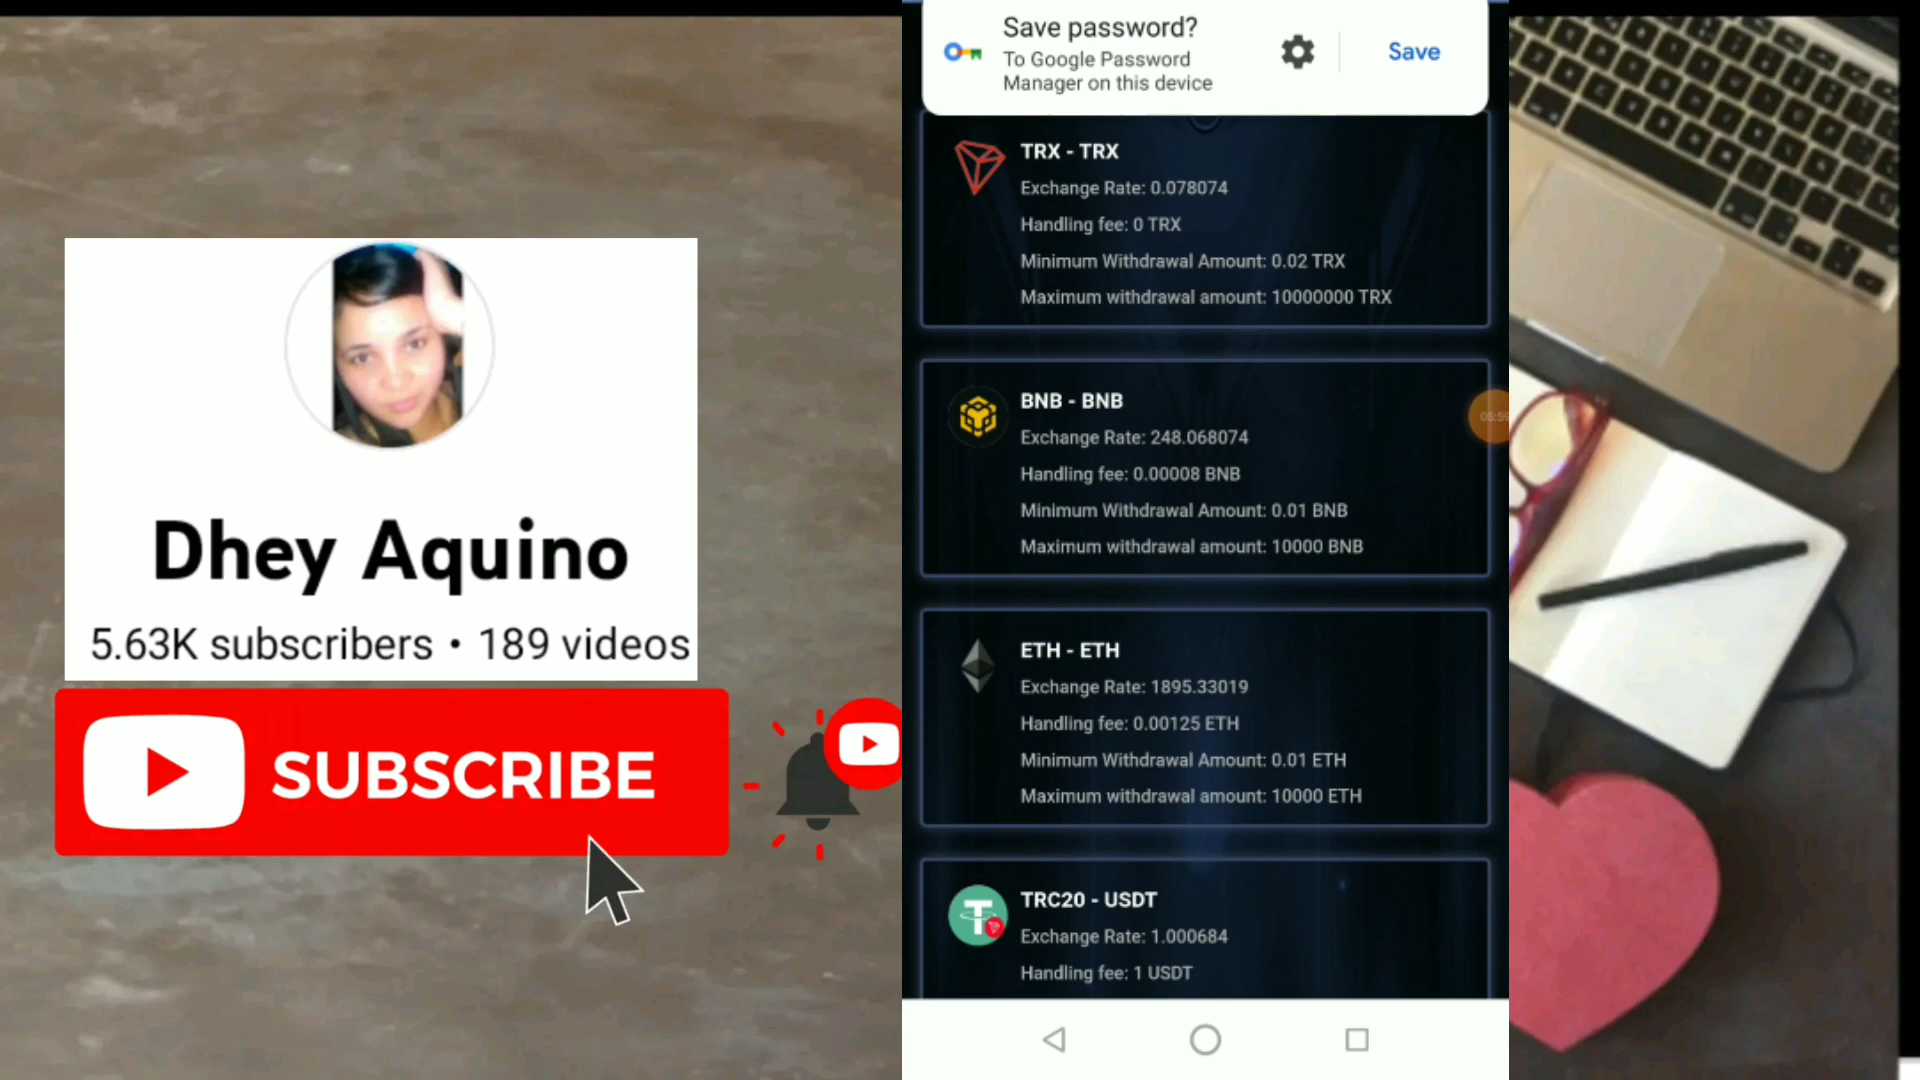 Dhey Aquino
5.63K subscribers • 189 videos
SUBSCRIBE
Save password?
To Google Password
Manager on this device
Save
TRX - TRX
Exchange Rate: 0.078074
Handling fee: 0 TRX
Minimum Withdrawal Amount: 0.02 TRX
Maximum withdrawal amount: 10000000 TRX
BNB - BNB
Exchange Rate: 248.068074
Handling fee: 0.00008 BNB
Minimum Withdrawal Amount: 0.01 BNB
Maximum withdrawal amount: 10000 BNB
ETH - ETH
Exchange Rate: 1895.33019
Handling fee: 0.00125 ETH
Minimum Withdrawal Amount: 0.01 ETH
Maximum withdrawal amount: 10000 ETH
TRC20 - USDT
Exchange Rate: 1.000684
Handling fee: 1 USDT